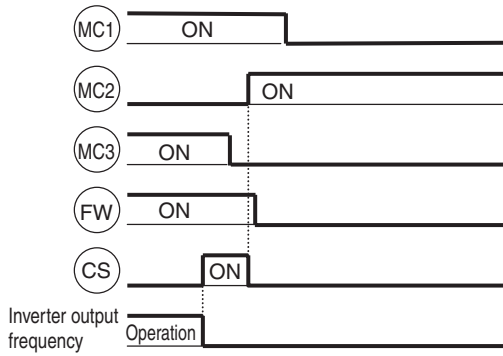 MC1 ON
MC2 ON
MC3 ON
FW ON
CS ON
Inverter output
frequency Operation